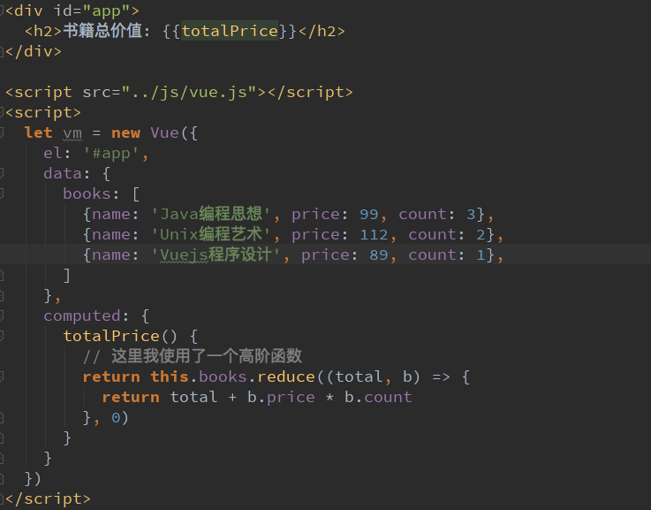 <div id="app">
  <h2>书籍总价值: {{totalPrice}}</h2>
</div>
<script src="../js/vue.js"></script>
<script>
  let vm = new Vue({
    el: '#app',
    data: {
      books: [
        {name: 'Java编程思想', price: 99, count: 3},
        {name: 'Unix编程艺术', price: 112, count: 2},
        {name: 'Vuejs程序设计', price: 89, count: 1},
      ]
    },
    computed: {
      totalPrice() {
        // 这里我使用了一个高阶函数
        return this.books.reduce((total, b) => {
          return total + b.price * b.count
        }, 0)
      }
    }
  })
</script>